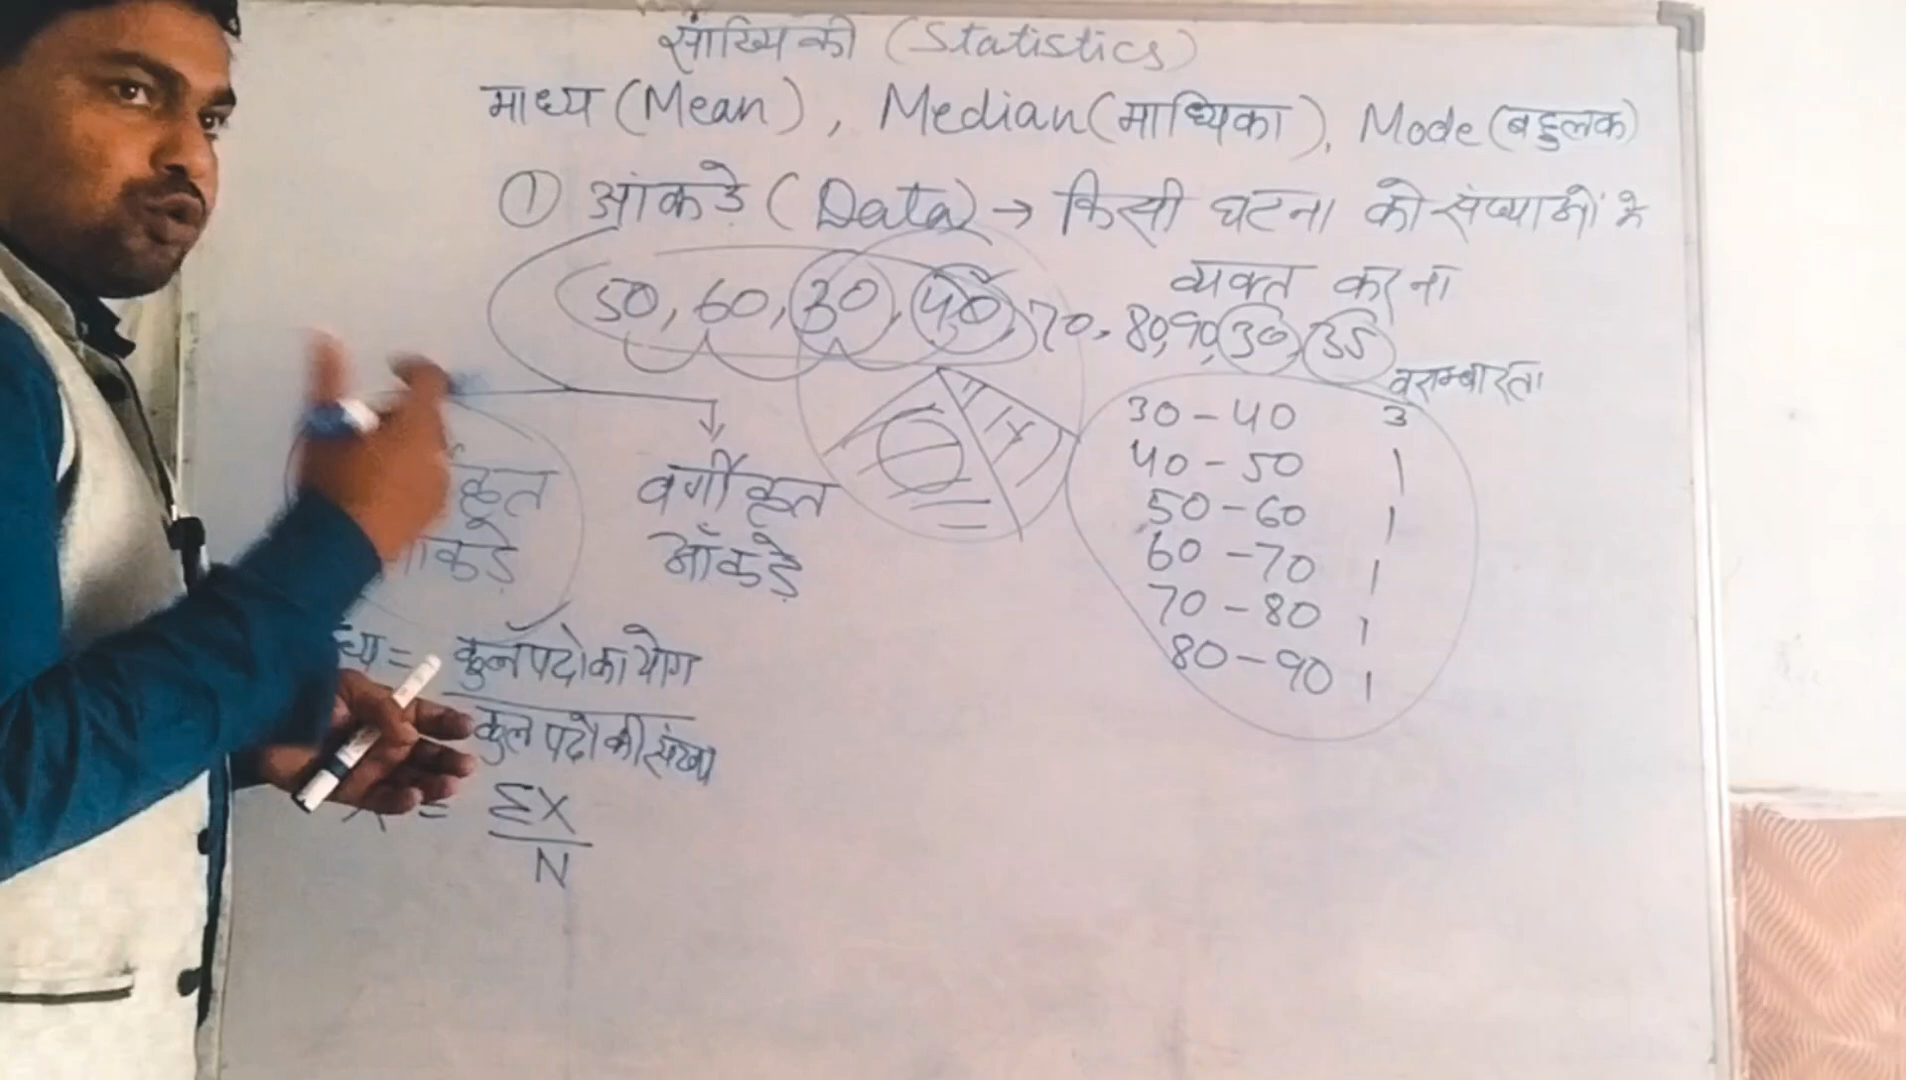 सांख्यिकी (Statistics)
माध्य (Mean), Median (माध्यिका), Mode (बहुलक)
① आंकडे (Data) → किसी घटना को संख्याओं मे
व्यक्त करना
50, 60, 30, 40, 70, 80, 90, 30, 35
वारम्बारता
30 - 40 3
40 - 50 1
50 - 60 1
60 - 70 1
70 - 80 1
80 - 90 1
वर्गीकृत
आँकड़े
= कुल पदो का योग
कुल पदो की संख्या
= ΣX
N